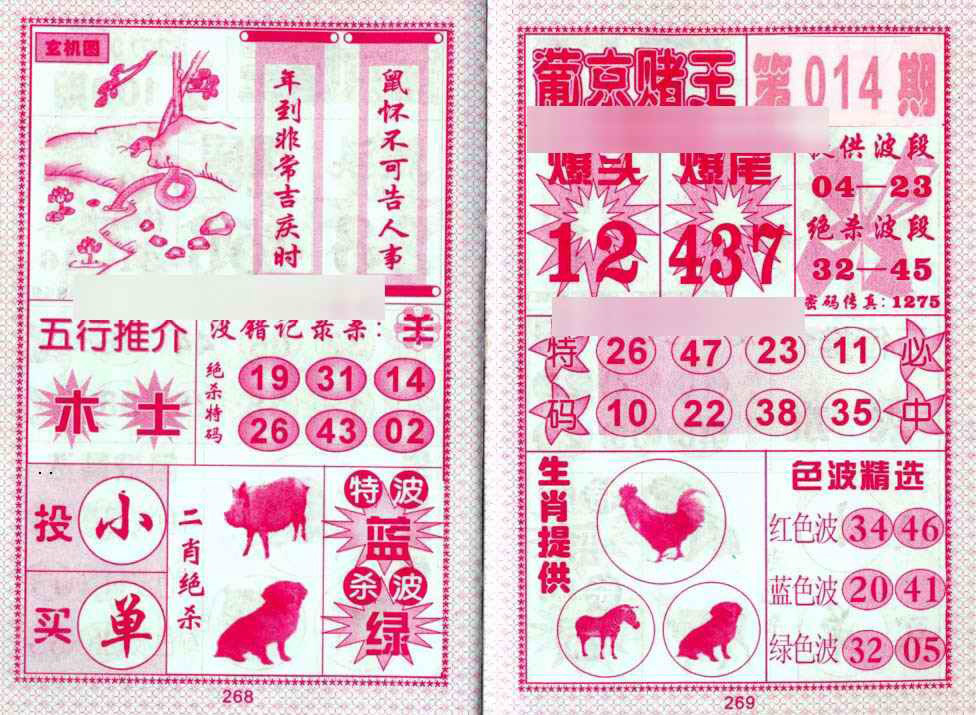 玄机图
鼠怀不可告人事
年到非常吉庆时
五行推介
木 土
没错记录杀：羊
绝杀特码
19 31 14
26 43 02
投 小
买 单
二肖绝杀
特波
蓝
杀波
绿
268
葡京赌王
第014期
爆头
12
爆尾
437
提供波段
04—23
绝杀波段
32—45
密码传真：1275
特码
26 47 23 11
10 22 38 35
必中
生肖提供
色波精选
红色波 34 46
蓝色波 20 41
绿色波 32 05
269